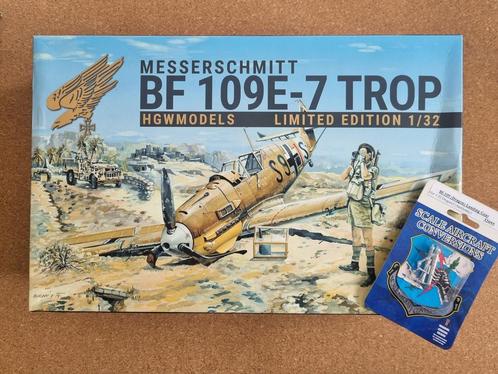 MESSERSCHMITT
BF 109E-7 TROP
HGWMODELS LIMITED EDITION 1/32
S9 S
SCALE AIRCRAFT
CONVERSIONS